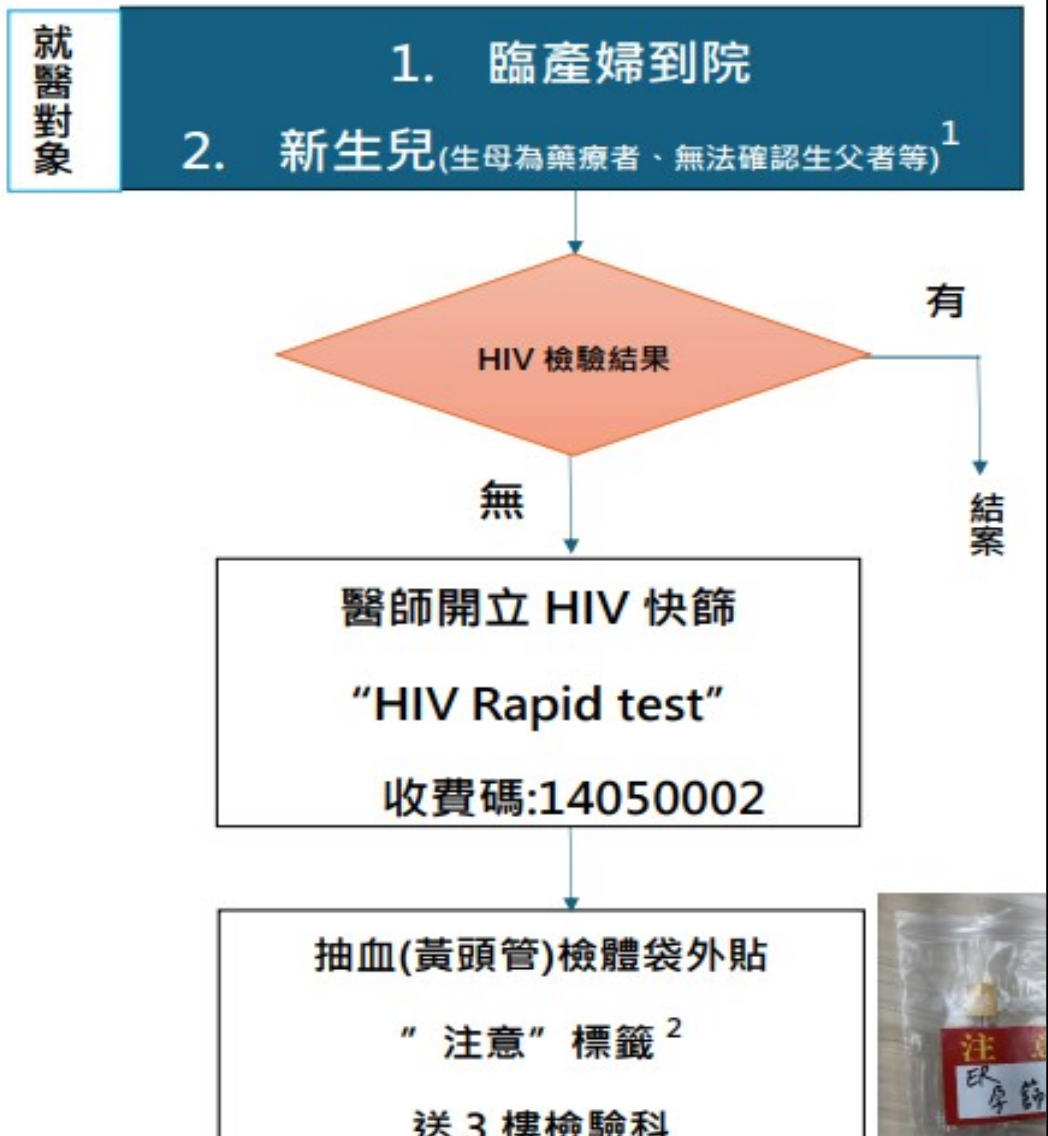 就醫對象
1. 臨產婦到院
2. 新生兒(生母為藥療者、無法確認生父者等)1
HIV 檢驗結果
有
結案
無
醫師開立 HIV 快篩
“HIV Rapid test”
收費碼:14050002
抽血(黃頭管)檢體袋外貼
”注意”標籤2
送 3 樓檢驗科
注
ER
孕篩